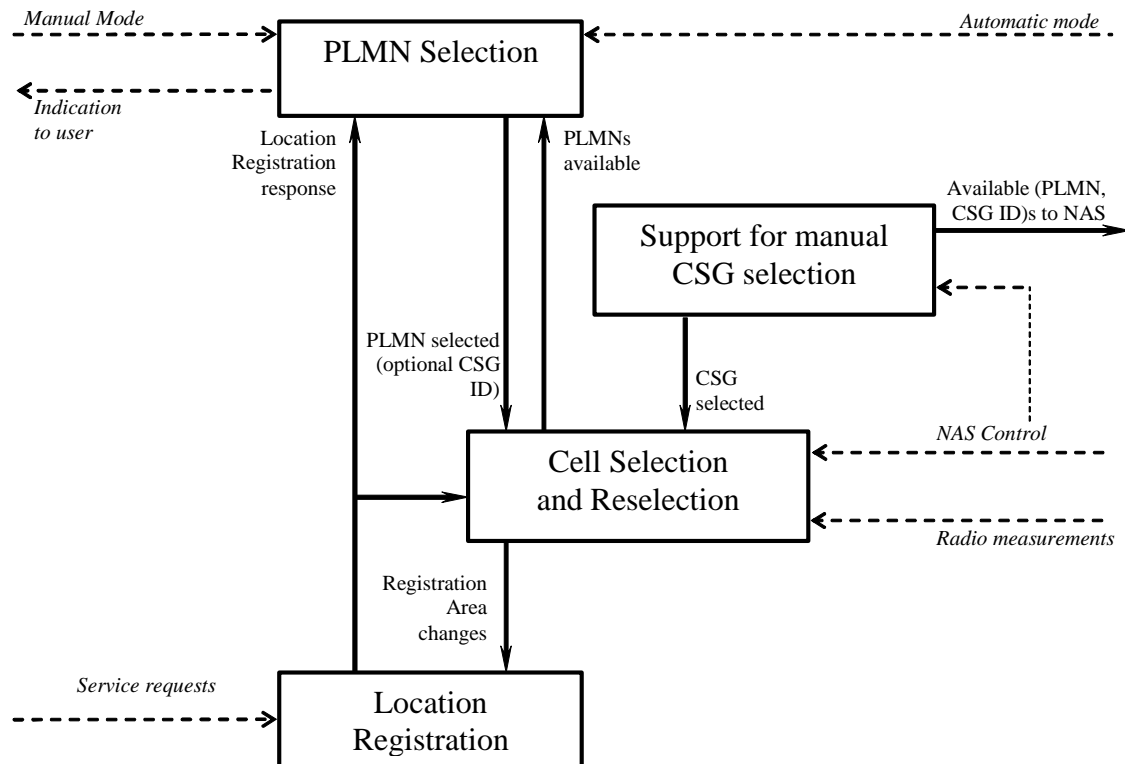 Manual Mode
PLMN Selection
Automatic mode
Indication
to user
Location
Registration
response
PLMNs
available
Available (PLMN,
CSG ID)s to NAS
Support for manual
CSG selection
PLMN selected
(optional CSG
ID)
CSG
selected
NAS Control
Cell Selection
and Reselection
Radio measurements
Registration
Area
changes
Service requests
Location
Registration